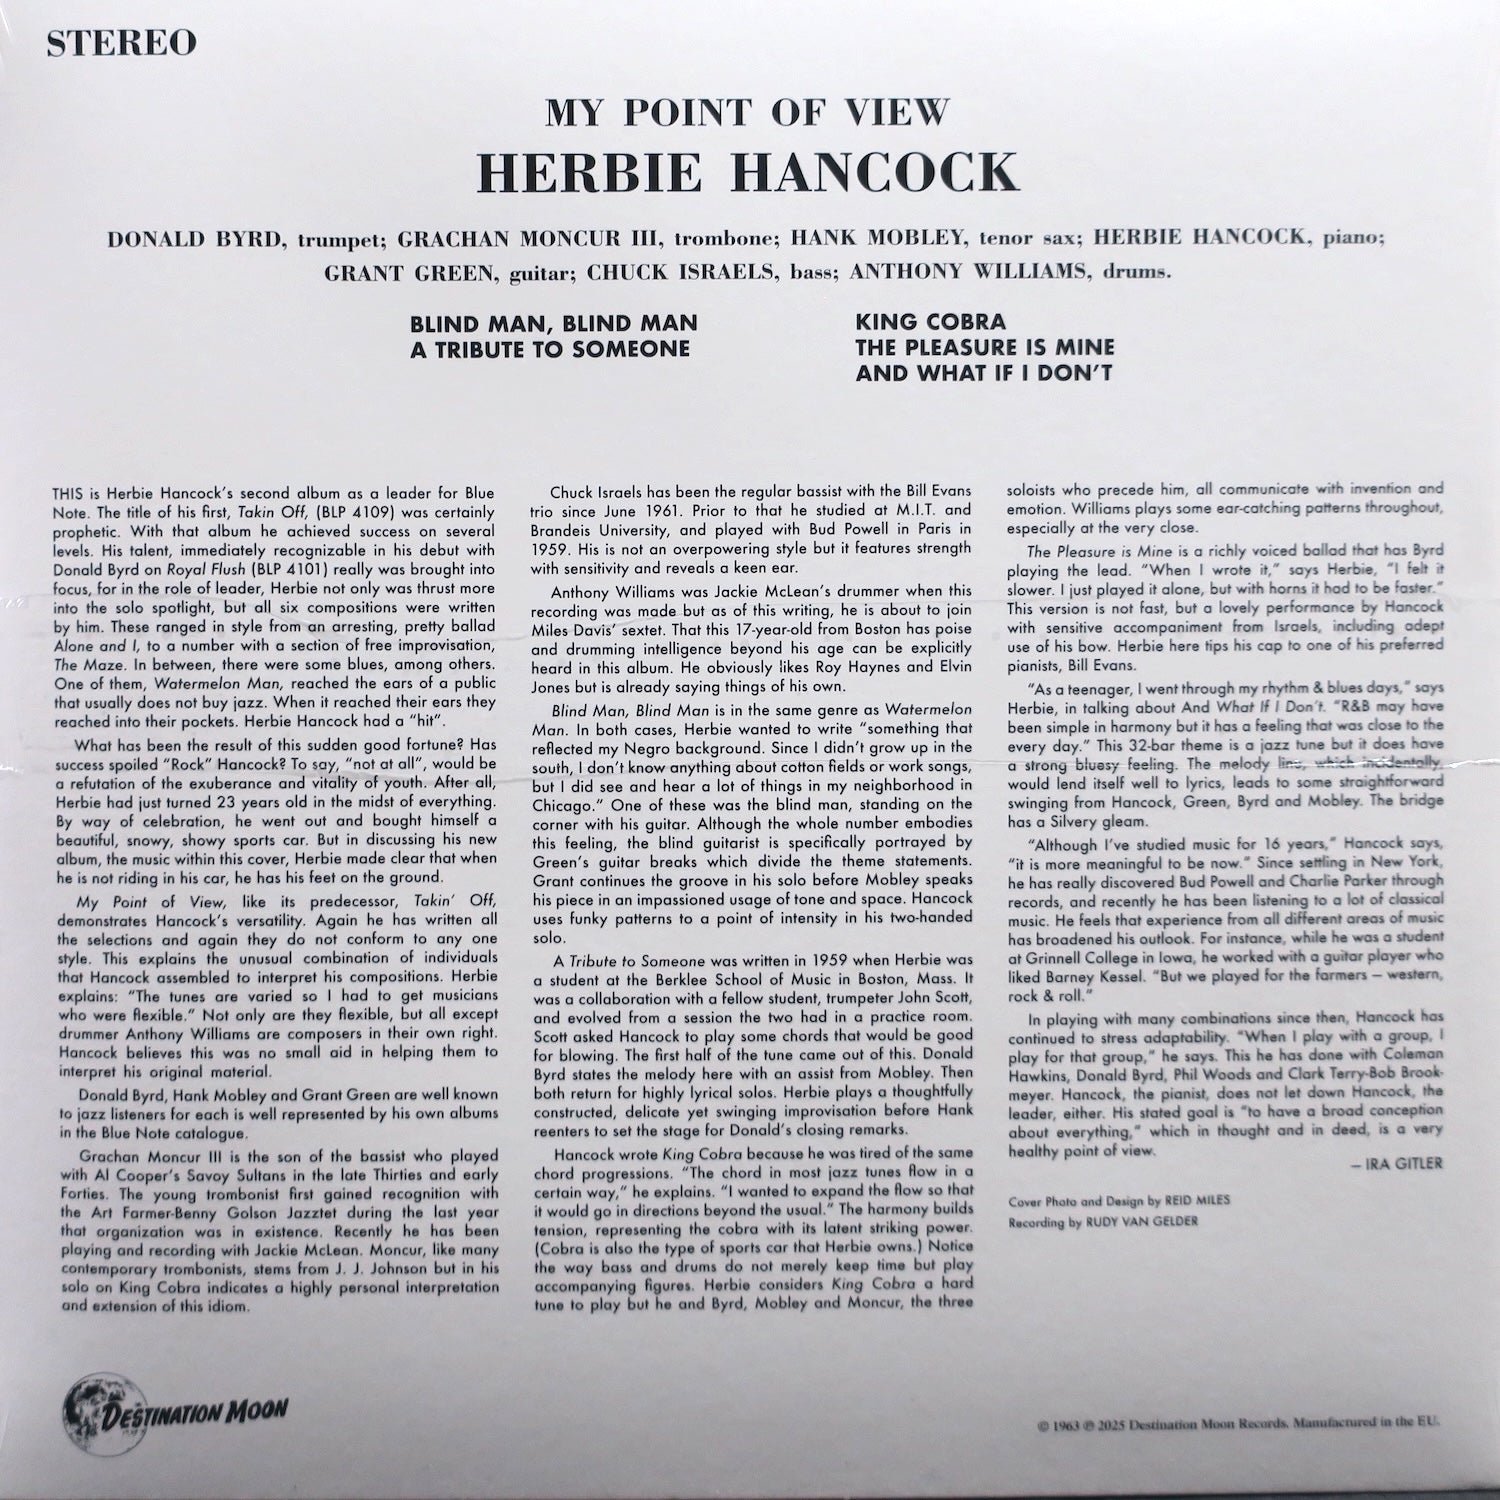 STEREO
MY POINT OF VIEW
HERBIE HANCOCK
DONALD BYRD, trumpet; GRACHAN MONCUR III, trombone; HANK MOBLEY, tenor sax; HERBIE HANCOCK, piano;
GRANT GREEN, guitar; CHUCK ISRAELS, bass; ANTHONY WILLIAMS, drums.
BLIND MAN, BLIND MAN
A TRIBUTE TO SOMEONE
KING COBRA
THE PLEASURE IS MINE
AND WHAT IF I DON'T
THIS is Herbie Hancock's second album as a leader for Blue
Note. The title of his first, Takin Off, (BLP 4109) was certainly
prophetic. With that album he achieved success on several
levels. His talent, immediately recognizable in his debut with
Donald Byrd on Royal Flush (BLP 4101) really was brought into
focus, for in the role of leader, Herbie not only was thrust more
into the solo spotlight, but all six compositions were written
by him. These ranged in style from an arresting, pretty ballad
Alone and I, to a number with a section of free improvisation,
The Maze. In between, there were some blues, among others.
One of them, Watermelon Man, reached the ears of a public
that usually does not buy jazz. When it reached their ears they
reached into their pockets. Herbie Hancock had a "hit".
What has been the result of this sudden good fortune? Has
success spoiled "Rock" Hancock? To say, "not at all", would be
a refutation of the exuberance and vitality of youth. After all,
Herbie had just turned 23 years old in the midst of everything.
By way of celebration, he went out and bought himself a
beautiful, snowy, showy sports car. But in discussing his new
album, the music within this cover, Herbie made clear that when
he is not riding in his car, he has his feet on the ground.
My Point of View, like its predecessor, Takin' Off,
demonstrates Hancock's versatility. Again he has written all
the selections and again they do not conform to any one
style. This explains the unusual combination of individuals
that Hancock assembled to interpret his compositions. Herbie
explains: "The tunes are varied so I had to get musicians
who were flexible." Not only are they flexible, but all except
drummer Anthony Williams are composers in their own right.
Hancock believes this was no small aid in helping them to
interpret his original material.
Donald Byrd, Hank Mobley and Grant Green are well known
to jazz listeners for each is well represented by his own albums
in the Blue Note catalogue.
Grachan Moncur III is the son of the bassist who played
with Al Cooper's Savoy Sultans in the late Thirties and early
Forties. The young trombonist first gained recognition with
the Art Farmer-Benny Golson Jazztet during the last year
that organization was in existence. Recently he has been
playing and recording with Jackie McLean. Moncur, like many
contemporary trombonists, stems from J. J. Johnson but in his
solo on King Cobra indicates a highly personal interpretation
and extension of this idiom.
Chuck Israels has been the regular bassist with the Bill Evans
trio since June 1961. Prior to that he studied at M.I.T. and
Brandeis University, and played with Bud Powell in Paris in
1959. His is not an overpowering style but it features strength
with sensitivity and reveals a keen ear.
Anthony Williams was Jackie McLean's drummer when this
recording was made but as of this writing, he is about to join
Miles Davis' sextet. That this 17-year-old from Boston has poise
and drumming intelligence beyond his age can be explicitly
heard in this album. He obviously likes Roy Haynes and Elvin
Jones but is already saying things of his own.
Blind Man, Blind Man is in the same genre as Watermelon
Man. In both cases, Herbie wanted to write "something that
reflected my Negro background. Since I didn't grow up in the
south, I don't know anything about cotton fields or work songs,
but I did see and hear a lot of things in my neighborhood in
Chicago." One of these was the blind man, standing on the
corner with his guitar. Although the whole number embodies
this feeling, the blind guitarist is specifically portrayed by
Green's guitar breaks which divide the theme statements.
Grant continues the groove in his solo before Mobley speaks
his piece in an impassioned usage of tone and space. Hancock
uses funky patterns to a point of intensity in his two-handed
solo.
A Tribute to Someone was written in 1959 when Herbie was
a student at the Berklee School of Music in Boston, Mass. It
was a collaboration with a fellow student, trumpeter John Scott,
and evolved from a session the two had in a practice room.
Scott asked Hancock to play some chords that would be good
for blowing. The first half of the tune came out of this. Donald
Byrd states the melody here with an assist from Mobley. Then
both return for highly lyrical solos. Herbie plays a thoughtfully
constructed, delicate yet swinging improvisation before Hank
reenters to set the stage for Donald's closing remarks.
Hancock wrote King Cobra because he was tired of the same
chord progressions. "The chord in most jazz tunes flow in a
certain way," he explains. "I wanted to expand the flow so that
it would go in directions beyond the usual." The harmony builds
tension, representing the cobra with its latent striking power.
(Cobra is also the type of sports car that Herbie owns.) Notice
the way bass and drums do not merely keep time but play
accompanying figures. Herbie considers King Cobra a hard
tune to play but he and Byrd, Mobley and Moncur, the three
soloists who precede him, all communicate with invention and
emotion. Williams plays some ear-catching patterns throughout,
especially at the very close.
The Pleasure is Mine is a richly voiced ballad that has Byrd
playing the lead. "When I wrote it," says Herbie, "I felt it
slower. I just played it alone, but with horns it had to be faster."
This version is not fast, but a lovely performance by Hancock
with sensitive accompaniment from Israels, including adept
use of his bow. Herbie here tips his cap to one of his preferred
pianists, Bill Evans.
"As a teenager, I went through my rhythm & blues days," says
Herbie, in talking about And What If I Don't. "R&B may have
been simple in harmony but it has a feeling that was close to the
every day." This 32-bar theme is a jazz tune but it does have
a strong bluesy feeling. The melody line, which incidentally
would lend itself well to lyrics, leads to some straightforward
swinging from Hancock, Green, Byrd and Mobley. The bridge
has a Silvery gleam.
"Although I've studied music for 16 years," Hancock says,
"it is more meaningful to be now." Since settling in New York,
he has really discovered Bud Powell and Charlie Parker through
records, and recently he has been listening to a lot of classical
music. He feels that experience from all different areas of music
has broadened his outlook. For instance, while he was a student
at Grinnell College in Iowa, he worked with a guitar player who
liked Barney Kessel. "But we played for the farmers – western,
rock & roll."
In playing with many combinations since then, Hancock has
continued to stress adaptability. "When I play with a group, I
play for that group," he says. This he has done with Coleman
Hawkins, Donald Byrd, Phil Woods and Clark Terry-Bob Brook-
meyer. Hancock, the pianist, does not let down Hancock, the
leader, either. His stated goal is "to have a broad conception
about everything," which in thought and in deed, is a very
healthy point of view.
– IRA GITLER
Cover Photo and Design by REID MILES
Recording by RUDY VAN GELDER
DESTINATION MOON
© 1963 ℗ 2025 Destination Moon Records. Manufactured in the EU.